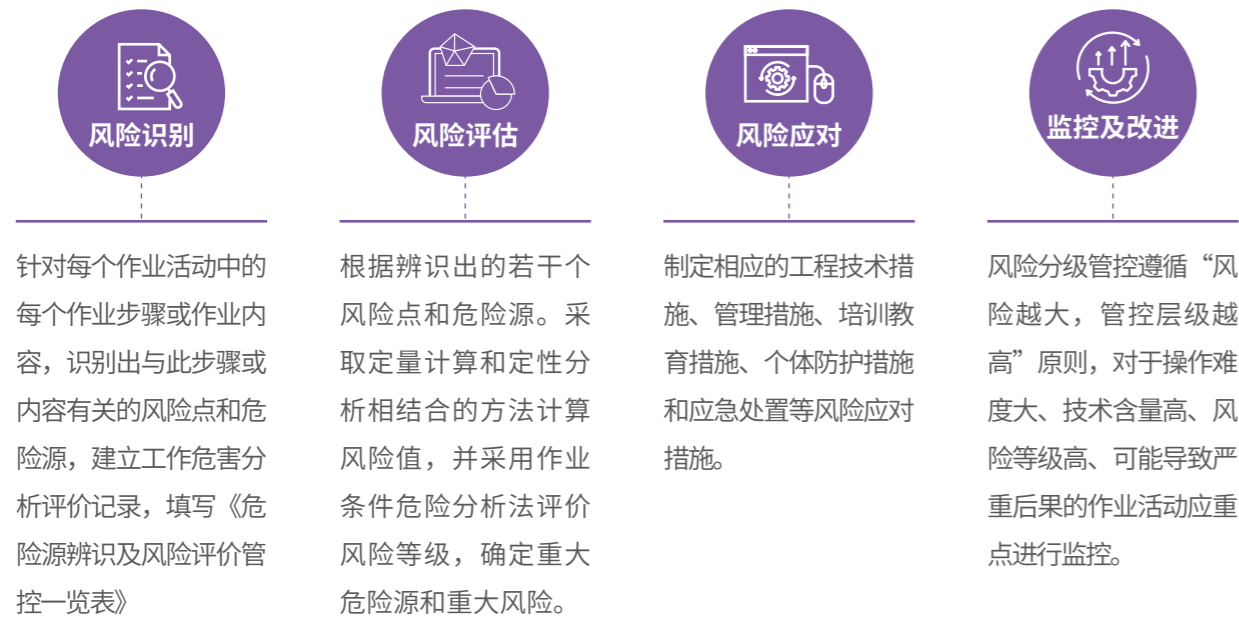 风险识别
针对每个作业活动中的
每个作业步骤或作业内
容，识别出与此步骤或
内容有关的风险点和危
险源，建立工作危害分
析评价记录，填写《危
险源辨识及风险评价管
控一览表》
风险评估
根据辨识出的若干个
风险点和危险源。采
取定量计算和定性分
析相结合的方法计算
风险值，并采用作业
条件危险分析法评价
风险等级，确定重大
危险源和重大风险。
风险应对
制定相应的工程技术措
施、管理措施、培训教
育措施、个体防护措施
和应急处置等风险应对
措施。
监控及改进
风险分级管控遵循“风
险越大，管控层级越
高”原则，对于操作难
度大、技术含量高、风
险等级高、可能导致严
重后果的作业活动应重
点进行监控。